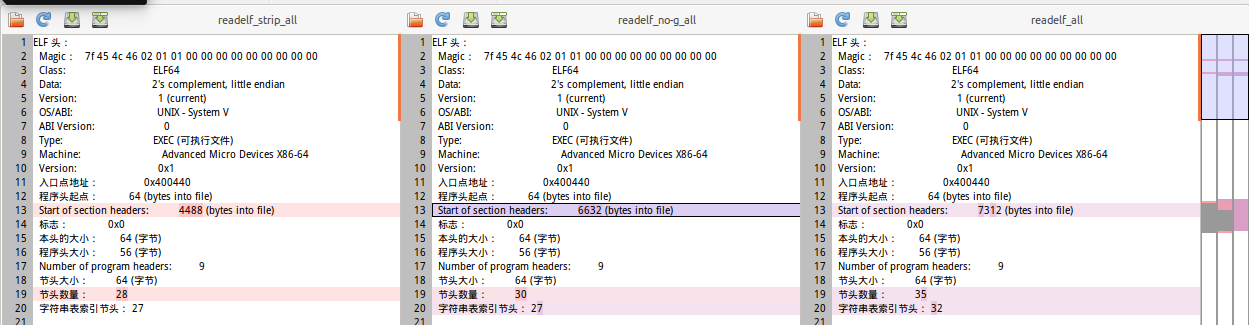 readelf_strip_all
1 ELF 头：
2 Magic： 7f 45 4c 46 02 01 01 00 00 00 00 00 00 00 00 00
3 Class: ELF64
4 Data: 2's complement, little endian
5 Version: 1 (current)
6 OS/ABI: UNIX - System V
7 ABI Version: 0
8 Type: EXEC (可执行文件)
9 Machine: Advanced Micro Devices X86-64
10 Version: 0x1
11 入口点地址： 0x400440
12 程序头起点： 64 (bytes into file)
13 Start of section headers: 4488 (bytes into file)
14 标志： 0x0
15 本头的大小： 64 (字节)
16 程序头大小： 56 (字节)
17 Number of program headers: 9
18 节头大小： 64 (字节)
19 节头数量： 28
20 字符串表索引节头： 27
21
readelf_no-g_all
1 ELF 头：
2 Magic： 7f 45 4c 46 02 01 01 00 00 00 00 00 00 00 00 00
3 Class: ELF64
4 Data: 2's complement, little endian
5 Version: 1 (current)
6 OS/ABI: UNIX - System V
7 ABI Version: 0
8 Type: EXEC (可执行文件)
9 Machine: Advanced Micro Devices X86-64
10 Version: 0x1
11 入口点地址： 0x400440
12 程序头起点： 64 (bytes into file)
13 Start of section headers: 6632 (bytes into file)
14 标志： 0x0
15 本头的大小： 64 (字节)
16 程序头大小： 56 (字节)
17 Number of program headers: 9
18 节头大小： 64 (字节)
19 节头数量： 30
20 字符串表索引节头： 27
21
readelf_all
1 ELF 头：
2 Magic： 7f 45 4c 46 02 01 01 00 00 00 00 00 00 00 00 00
3 Class: ELF64
4 Data: 2's complement, little endian
5 Version: 1 (current)
6 OS/ABI: UNIX - System V
7 ABI Version: 0
8 Type: EXEC (可执行文件)
9 Machine: Advanced Micro Devices X86-64
10 Version: 0x1
11 入口点地址： 0x400440
12 程序头起点： 64 (bytes into file)
13 Start of section headers: 7312 (bytes into file)
14 标志： 0x0
15 本头的大小： 64 (字节)
16 程序头大小： 56 (字节)
17 Number of program headers: 9
18 节头大小： 64 (字节)
19 节头数量： 35
20 字符串表索引节头： 32
21